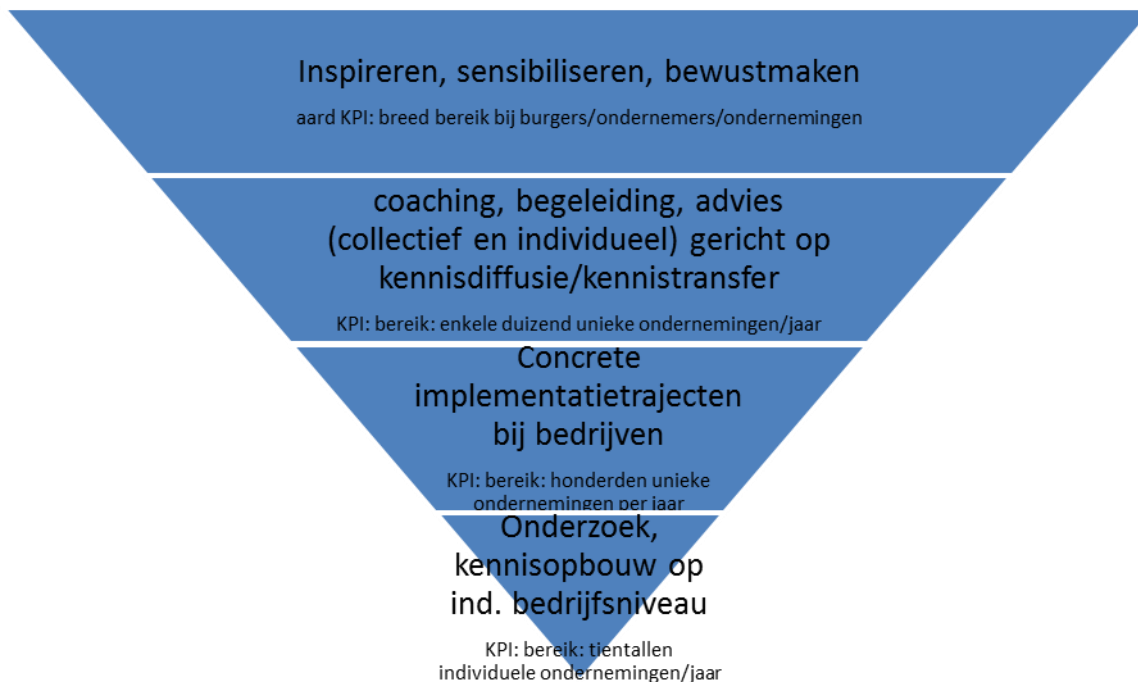 Inspireren, sensibiliseren, bewustmaken
aard KPI: breed bereik bij burgers/ondernemers/ondernemingen
coaching, begeleiding, advies
(collectief en individueel) gericht op
kennisdiffusie/kennistransfer
KPI: bereik: enkele duizend unieke ondernemingen/jaar
Concrete
implementatietrajecten
bij bedrijven
KPI: bereik: honderden unieke
ondernemingen per jaar
Onderzoek,
kennisopbouw op
ind. bedrijfsniveau
KPI: bereik: tientallen
individuele ondernemingen/jaar